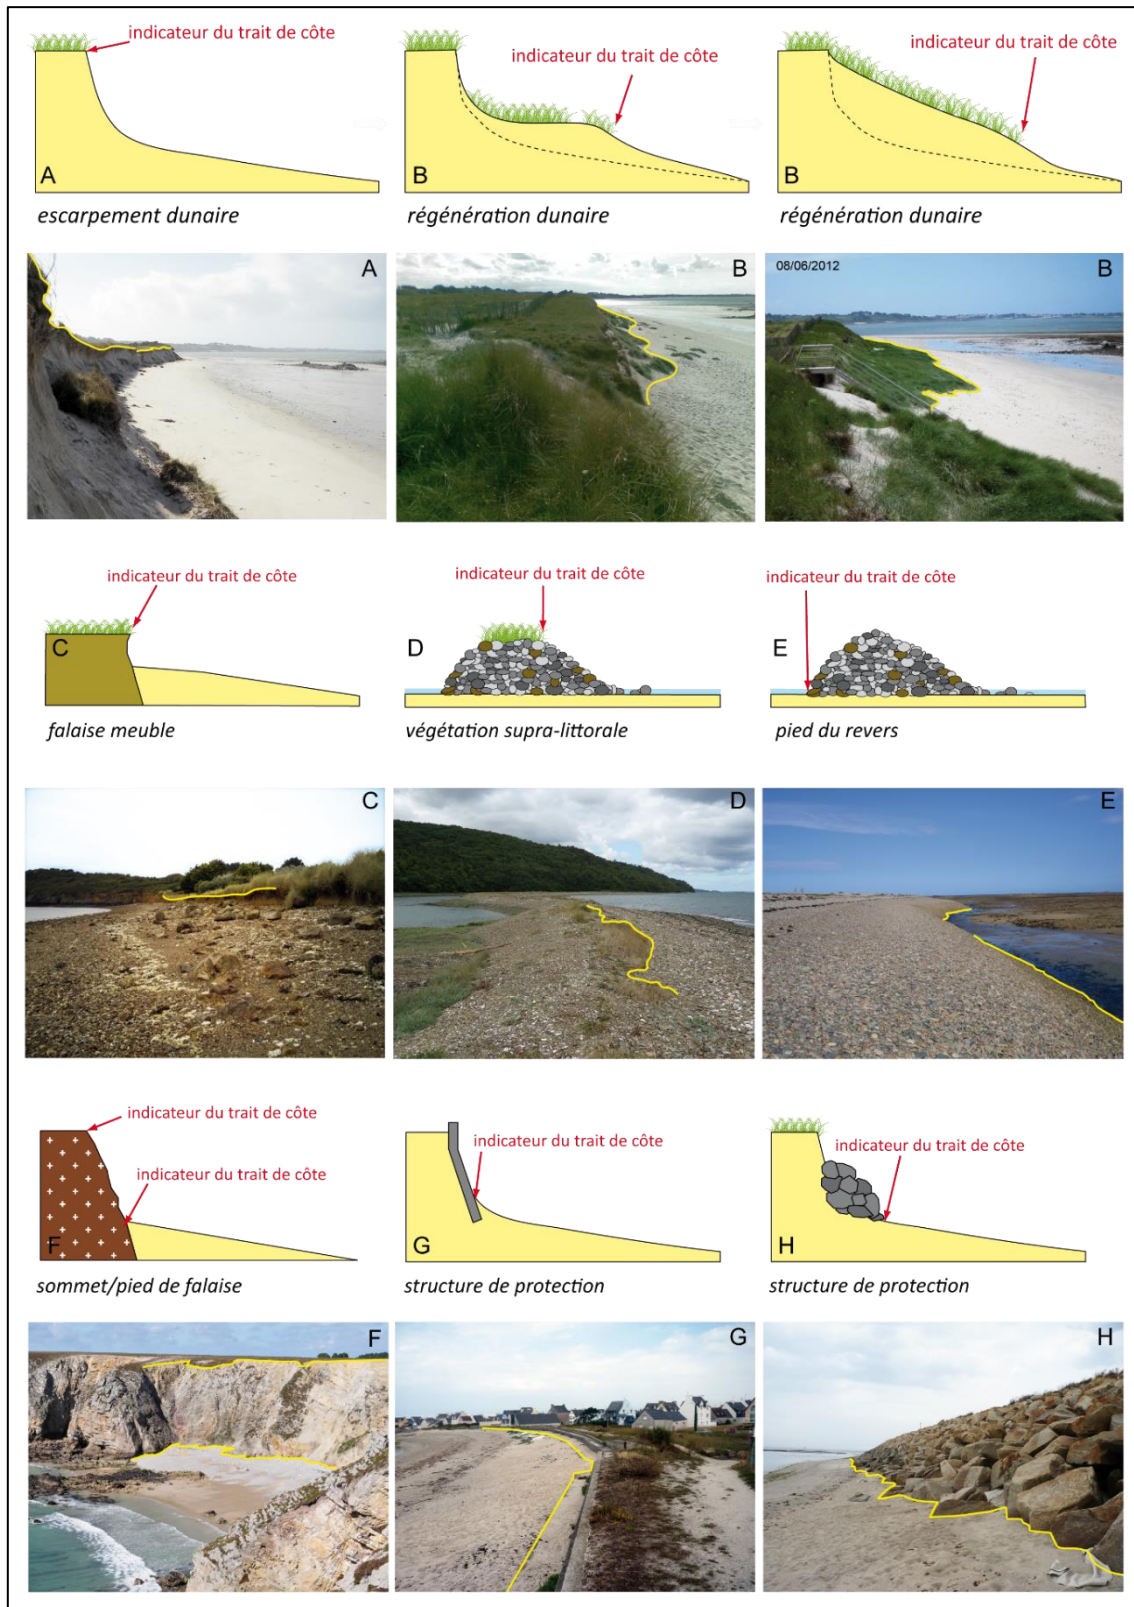 indicateur du trait de côte
indicateur du trait de côte
indicateur du trait de côte
A
B
B
escarpement dunaire
régénération dunaire
régénération dunaire
A
B
08/06/2012
B
indicateur du trait de côte
indicateur du trait de côte
indicateur du trait de côte
C
D
E
falaise meuble
végétation supra-littorale
pied du revers
C
D
E
indicateur du trait de côte
indicateur du trait de côte
indicateur du trait de côte
indicateur du trait de côte
F
G
H
sommet/pied de falaise
structure de protection
structure de protection
F
G
H